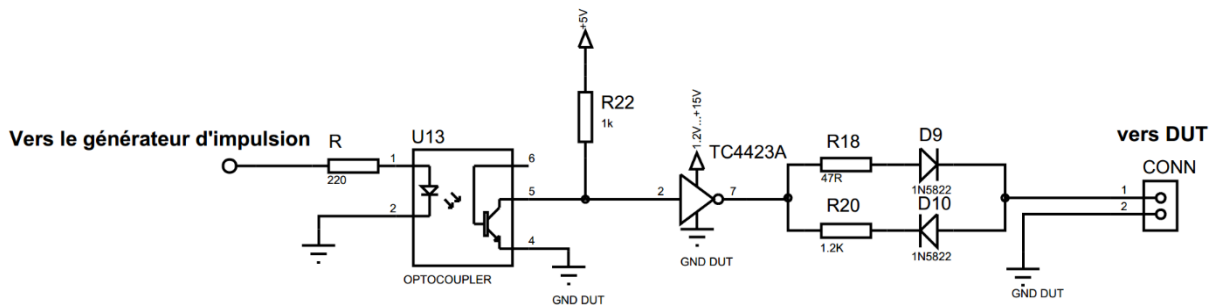 +5V
R22
1k
1.2V...+15V
Vers le générateur d'impulsion
R
220
U13
1
2
6
5
4
OPTOCOUPLER
GND DUT
TC4423A
2
7
GND DUT
R18
47R
D9
1N5822
R20
1.2K
D10
1N5822
vers DUT
CONN
1
2
GND DUT